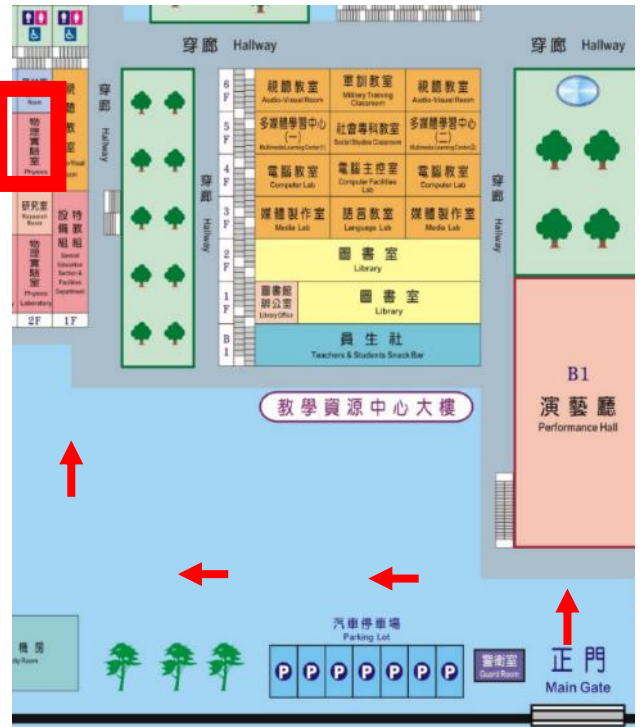 穿廊 Hallway
穿廊 Hallway
Room
物理實驗室
Physics
研究室
Research
Room
物理實驗室
Physics
Laboratory
2F
視聽教室
特教組
設備組
Special
Education
Section &
Facilities
Department
1F
穿廊 Hallway
6F
視聽教室
Audio-Visual Room
軍訓教室
Military Training
Classroom
視聽教室
Audio-Visual Room
5F
多媒體學習中心
(一)
Multimedia Learning Center(1)
社會專科教室
Social Studies Classroom
多媒體學習中心
(二)
Multimedia Learning Center(2)
4F
電腦教室
Computer Lab
電腦主控室
Computer Facilities
Lab
電腦教室
Computer Lab
3F
媒體製作室
Media Lab
語言教室
Language Lab
媒體製作室
Media Lab
2F
圖書室
Library
1F
圖書館
辦公室
Library Office
圖書室
Library
B1
員生社
Teachers & Students Snack Bar
穿廊 Hallway
穿廊 Hallway
教學資源中心大樓
B1
演藝廳
Performance Hall
機房
汽車停車場
Parking Lot
P P P P P P P
警衛室
Guard Room
正門
Main Gate